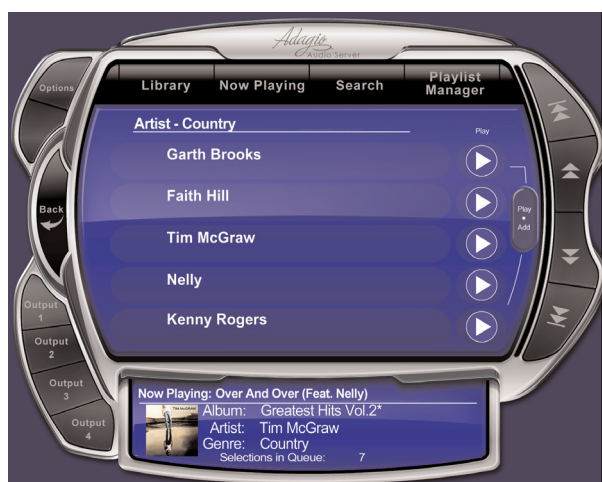 Adagio
Audio Server
Options
Library
Now Playing
Search
Playlist
Manager
Artist - Country
Play
Garth Brooks
Faith Hill
Back
Play
Add
Tim McGraw
Nelly
Output
1
Kenny Rogers
Output
2
Output
3
Output
4
Now Playing: Over And Over (Feat. Nelly)
TIM McGRAW
Album: Greatest Hits Vol.2*
Artist: Tim McGraw
Genre: Country
Selections in Queue: 7